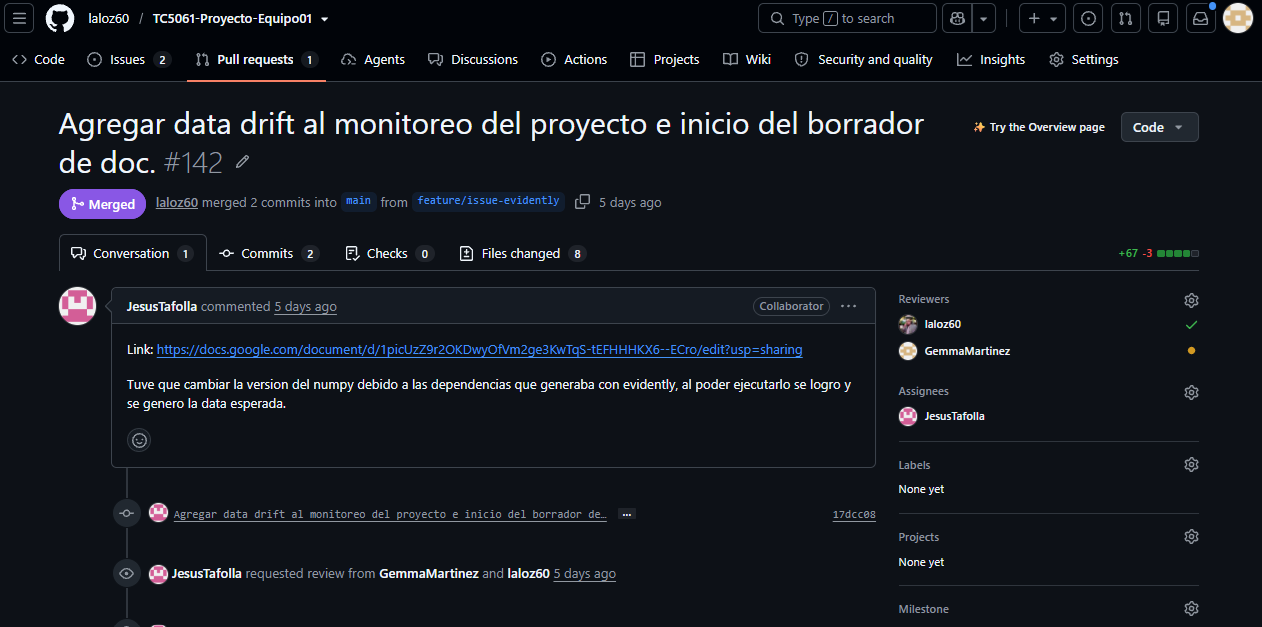 laloz60 / TC5061-Proyecto-Equipo01
Type / to search
Code Issues 2 Pull requests 1 Agents Discussions Actions Projects Wiki Security and quality Insights Settings
Agregar data drift al monitoreo del proyecto e inicio del borrador
de doc. #142
Try the Overview page
Code
Merged laloz60 merged 2 commits into main from feature/issue-evidently 5 days ago
Conversation 1 Commits 2 Checks 0 Files changed 8
+67 -3
JesusTafolla commented 5 days ago
Collaborator
Link: https://docs.google.com/document/d/1picUzZ9r2OKDwyOfVm2ge3KwTqS-tEFHHHKX6--ECro/edit?usp=sharing
Tuve que cambiar la version del numpy debido a las dependencias que generaba con evidently, al poder ejecutarlo se logro y
se genero la data esperada.
Agregar data drift al monitoreo del proyecto e inicio del borrador de… ...
17dcc08
JesusTafolla requested review from GemmaMartinez and laloz60 5 days ago
Reviewers
laloz60
GemmaMartinez
Assignees
JesusTafolla
Labels
None yet
Projects
None yet
Milestone